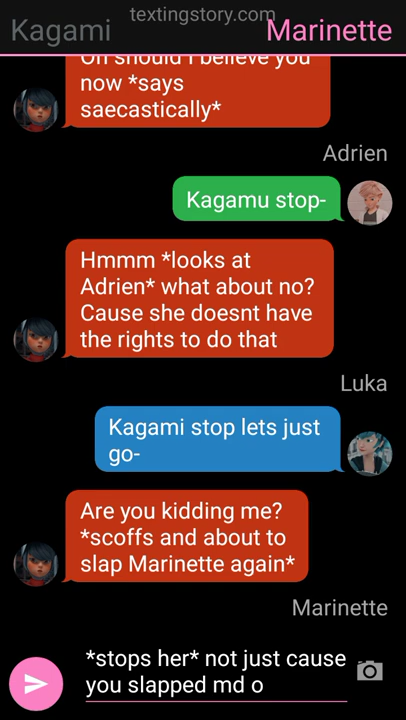 textingstory.com
Kagami
Marinette
Oh should I believe you
now *says
saecastically*
Adrien
Kagamu stop-
Hmmm *looks at
Adrien* what about no?
Cause she doesnt have
the rights to do that
Luka
Kagami stop lets just
go-
Are you kidding me?
*scoffs and about to
slap Marinette again*
Marinette
*stops her* not just cause
you slapped md o